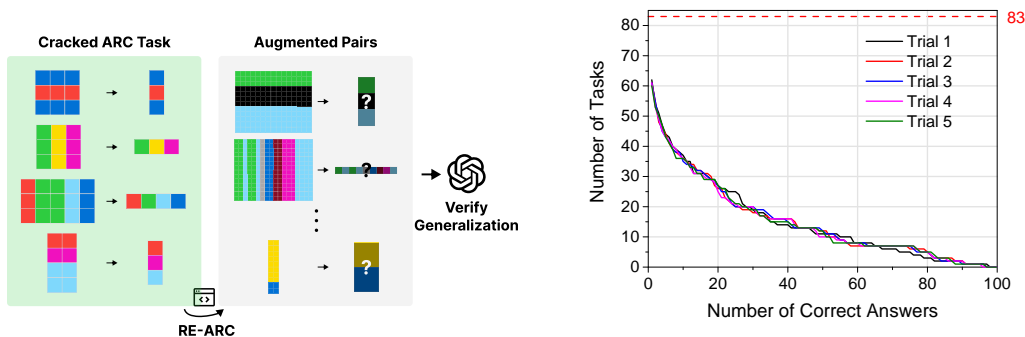 Cracked ARC Task
Augmented Pairs
?
?
?
RE-ARC
Verify
Generalization
83
Number of Tasks
80
70
60
50
40
30
20
10
0
Trial 1
Trial 2
Trial 3
Trial 4
Trial 5
0 20 40 60 80 100
Number of Correct Answers